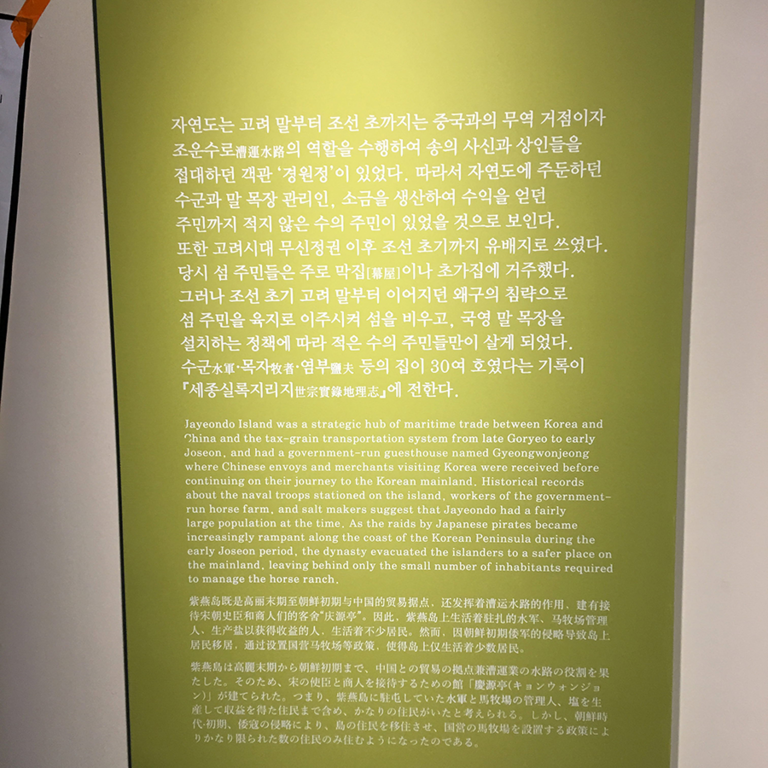 자연도는 고려 말부터 조선 초까지는 중국과의 무역 거점이자
조운수로漕運水路의 역할을 수행하여 송의 사신과 상인들을
접대하던 객관 ‘경원정’이 있었다. 따라서 자연도에 주둔하던
수군과 말 목장 관리인, 소금을 생산하여 수익을 얻던
주민까지 적지 않은 수의 주민이 있었을 것으로 보인다.
또한 고려시대 무신정권 이후 조선 초기까지 유배지로 쓰였다.
당시 섬 주민들은 주로 막집[幕屋]이나 초가집에 거주했다.
그러나 조선 초기 고려 말부터 이어지던 왜구의 침략으로
섬 주민을 육지로 이주시켜 섬을 비우고, 국영 말 목장을
설치하는 정책에 따라 적은 수의 주민들만이 살게 되었다.
수군水軍·목자牧者·염부鹽夫 등의 집이 30여 호였다는 기록이
『세종실록지리지世宗實錄地理志』에 전한다.
Jayeondo Island was a strategic hub of maritime trade between Korea and
China and the tax-grain transportation system from late Goryeo to early
Joseon, and had a government-run guesthouse named Gyeongwonjeong
where Chinese envoys and merchants visiting Korea were received before
continuing on their journey to the Korean mainland. Historical records
about the naval troops stationed on the island, workers of the government-
run horse farm, and salt makers suggest that Jayeondo had a fairly
large population at the time. As the raids by Japanese pirates became
increasingly rampant along the coast of the Korean Peninsula during the
early Joseon period, the dynasty evacuated the islanders to a safer place on
the mainland, leaving behind only the small number of inhabitants required
to manage the horse ranch.
紫燕岛既是高丽末期至朝鲜初期与中国的贸易据点，还发挥着漕运水路的作用，建有接
待宋朝史臣和商人们的客舍“庆源亭”。因此，紫燕岛上生活着驻扎的水军、马牧场管理
人、生产盐以获得收益的人，生活着不少居民。然而，因朝鲜初期倭军的侵略导致岛上
居民移居，通过设置国营马牧场等政策，使得岛上仅生活着少数居民。
紫燕島は高麗末期から朝鮮初期まで、中国との貿易の拠点兼漕運業の水路の役割を果
たした。そのため、宋の使臣と商人を接待するための館「慶源亭(キョンウォンジョ
ン)」が建てられた。つまり、紫燕島に駐屯していた水軍と馬牧場の管理人、塩を生
産して収益を得た住民まで含め、かなりの住民がいたと考えられる。しかし、朝鮮時
代·初期、倭寇の侵略により、島の住民を移住させ、国営の馬牧場を設置する政策によ
りかなり限られた数の住民のみ住むようになったのである。